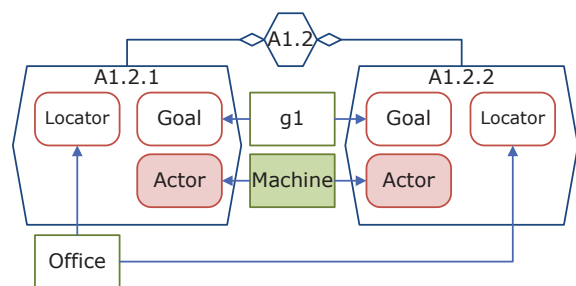 A1.2
A1.2.1
A1.2.2
Locator
Goal
g1
Goal
Locator
Actor
Machine
Actor
Office